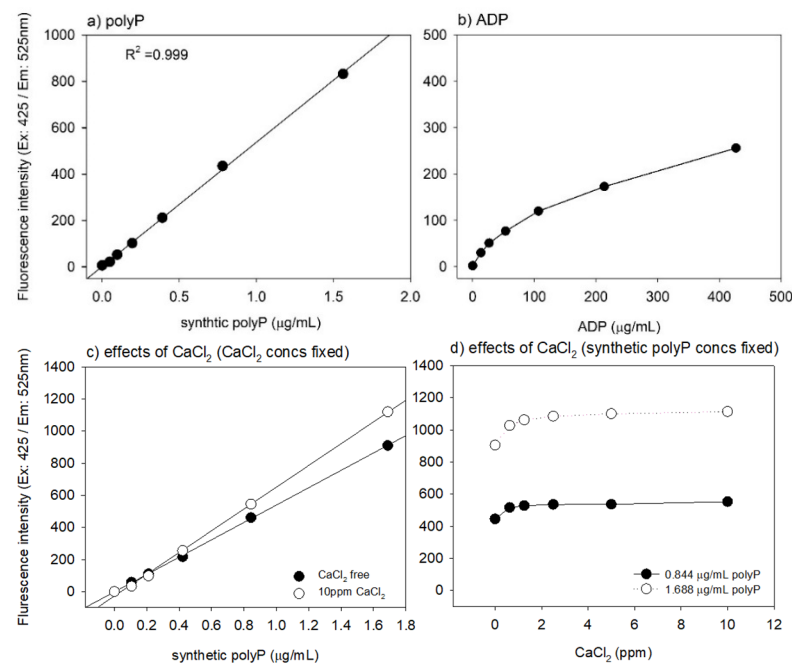 a) polyP
Fluorescence intensity (Ex: 425 / Em: 525nm)
1000
800
600
400
200
0
R² =0.999
0.0 0.5 1.0 1.5 2.0
synthtic polyP (µg/mL)
b) ADP
500
400
300
200
100
0
0 100 200 300 400 500
ADP (µg/mL)
c) effects of CaCl₂ (CaCl₂ concs fixed)
Flurescence intensity (Ex: 425 / Em: 525nm)
1400
1200
1000
800
600
400
200
0
CaCl₂ free
10ppm CaCl₂
0.0 0.2 0.4 0.6 0.8 1.0 1.2 1.4 1.6 1.8
synthetic polyP (µg/mL)
d) effects of CaCl₂ (synthetic polyP concs fixed)
1400
1200
1000
800
600
400
200
0
0.844 µg/mL polyP
1.688 µg/mL polyP
0 2 4 6 8 10 12
CaCl₂ (ppm)